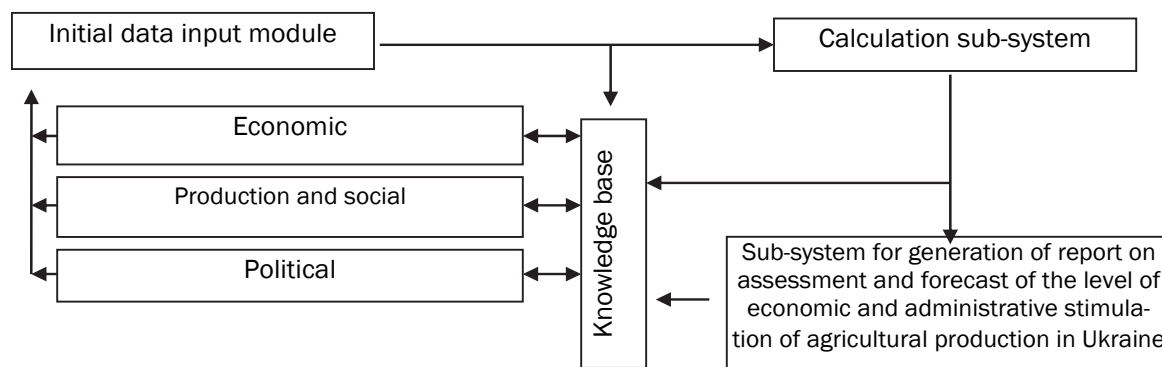 Initial data input module
Calculation sub-system
Economic
Production and social
Political
Knowledge base
Sub-system for generation of report on
assessment and forecast of the level of
economic and administrative stimula-
tion of agricultural production in Ukraine